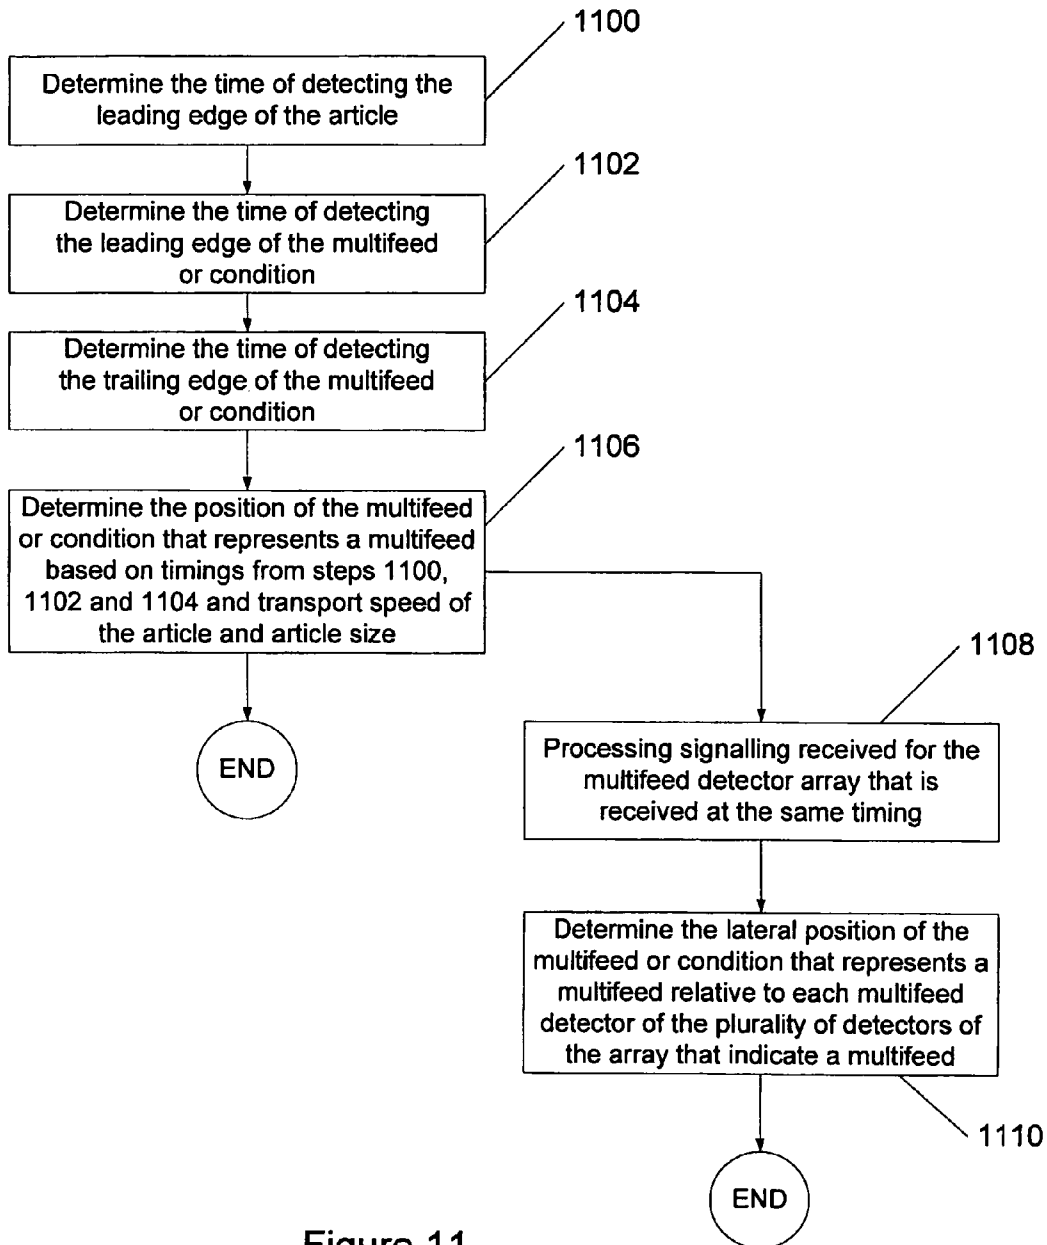 1100
Determine the time of detecting the
leading edge of the article
1102
Determine the time of detecting
the leading edge of the multifeed
or condition
1104
Determine the time of detecting
the trailing edge of the multifeed
or condition
1106
Determine the position of the multifeed
or condition that represents a multifeed
based on timings from steps 1100,
1102 and 1104 and transport speed of
the article and article size
END
1108
Processing signalling received for the
multifeed detector array that is
received at the same timing
Determine the lateral position of the
multifeed or condition that represents a
multifeed relative to each multifeed
detector of the plurality of detectors of
the array that indicate a multifeed
1110
END
Figure 11